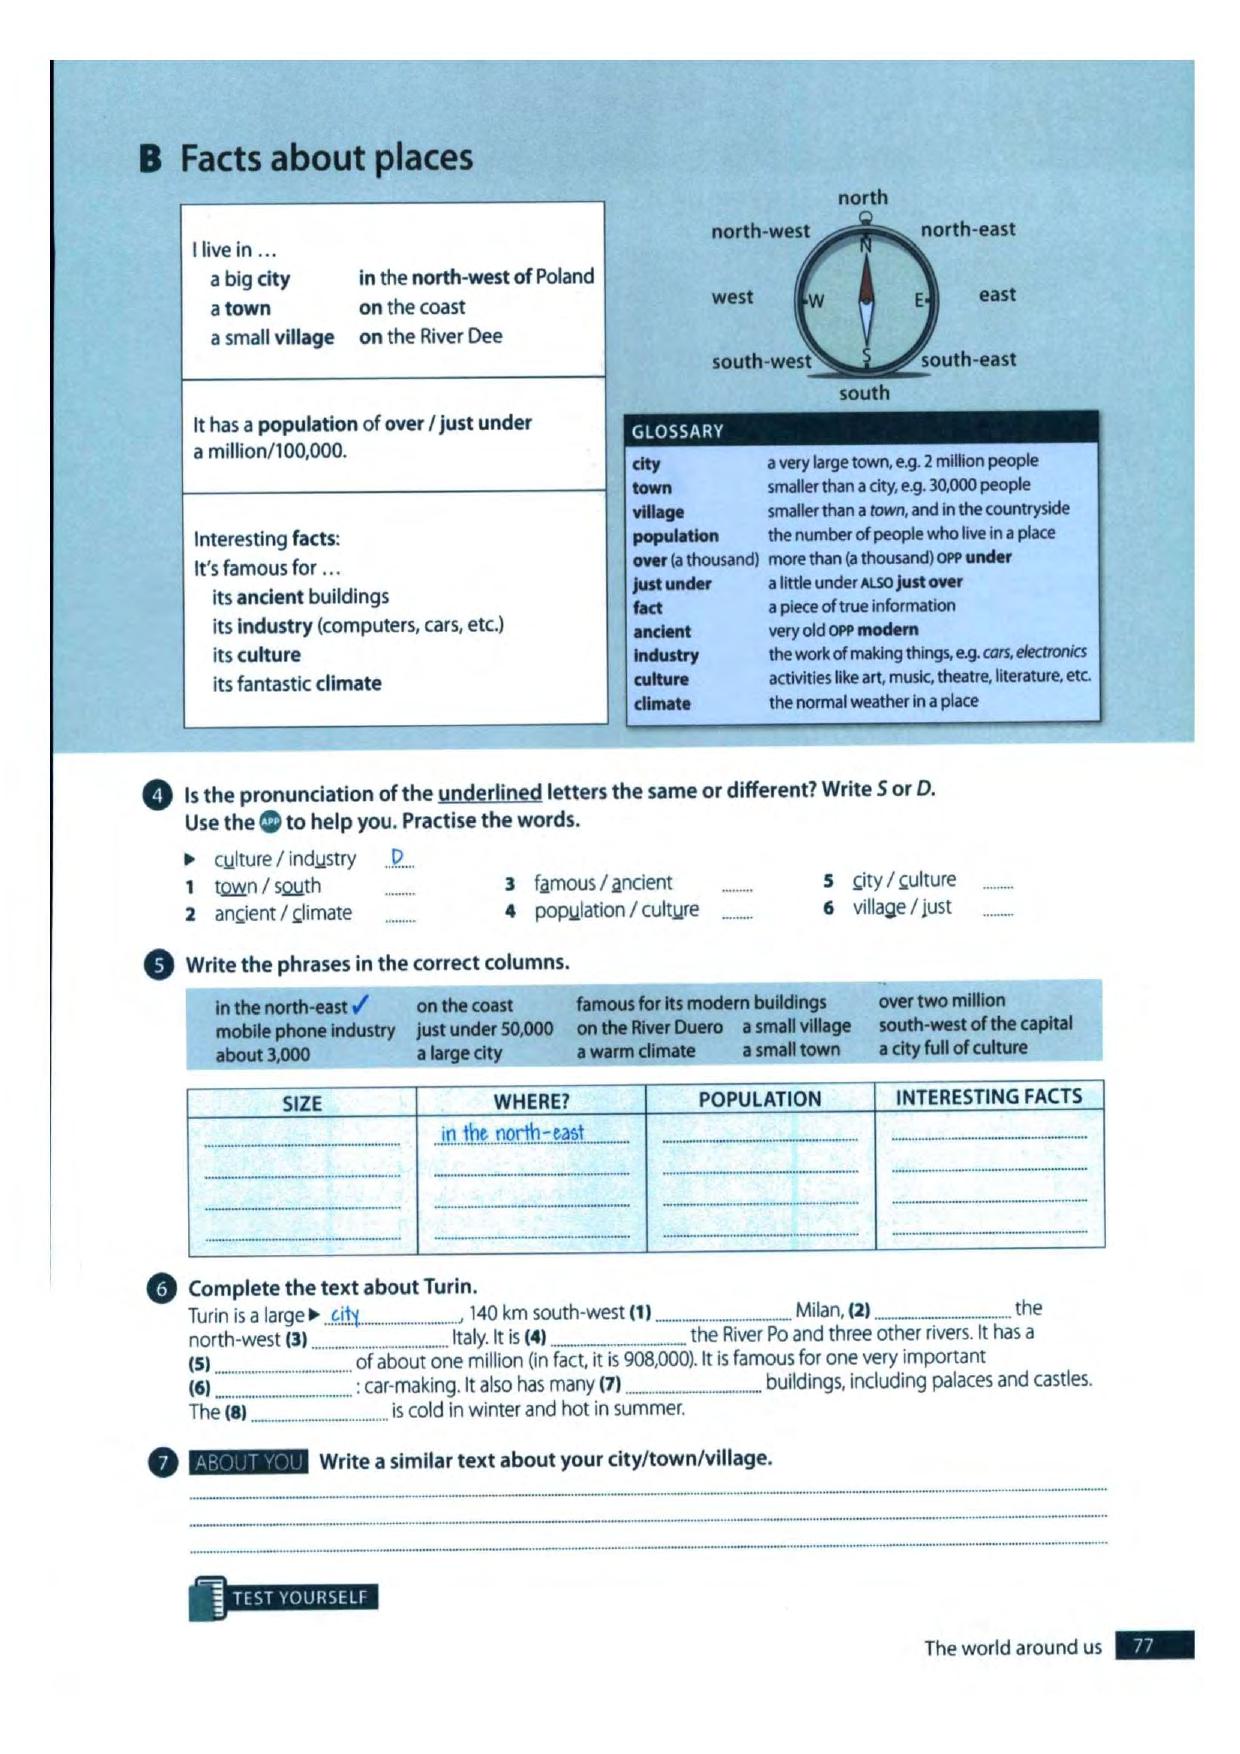 B Facts about places
I live in ...
a big city in the north-west of Poland
a town on the coast
a small village on the River Dee
It has a population of over / just under
a million/100,000.
Interesting facts:
It's famous for ...
its ancient buildings
its industry (computers, cars, etc.)
its culture
its fantastic climate
north
north-west north-east
N
west W E east
S
south-west south-east
south
GLOSSARY
city a very large town, e.g. 2 million people
town smaller than a city, e.g. 30,000 people
village smaller than a town, and in the countryside
population the number of people who live in a place
over (a thousand) more than (a thousand) OPP under
just under a little under ALSO just over
fact a piece of true information
ancient very old OPP modern
industry the work of making things, e.g. cars, electronics
culture activities like art, music, theatre, literature, etc.
climate the normal weather in a place
4 Is the pronunciation of the underlined letters the same or different? Write S or D.
Use the APP to help you. Practise the words.
▶ culture / industry D
1 town / south ........ 3 famous / ancient ........ 5 city / culture ........
2 ancient / climate ........ 4 population / culture ........ 6 village / just ........
5 Write the phrases in the correct columns.
in the north-east ✓ on the coast famous for its modern buildings over two million
mobile phone industry just under 50,000 on the River Duero a small village south-west of the capital
about 3,000 a large city a warm climate a small town a city full of culture
SIZE WHERE? POPULATION INTERESTING FACTS
in the north-east
6 Complete the text about Turin.
Turin is a large ▶ city, 140 km south-west (1) ........ Milan, (2) ........ the
north-west (3) ........ Italy. It is (4) ........ the River Po and three other rivers. It has a
(5) ........ of about one million (in fact, it is 908,000). It is famous for one very important
(6) ........ : car-making. It also has many (7) ........ buildings, including palaces and castles.
The (8) ........ is cold in winter and hot in summer.
7 ABOUT YOU Write a similar text about your city/town/village.
TEST YOURSELF
The world around us 77